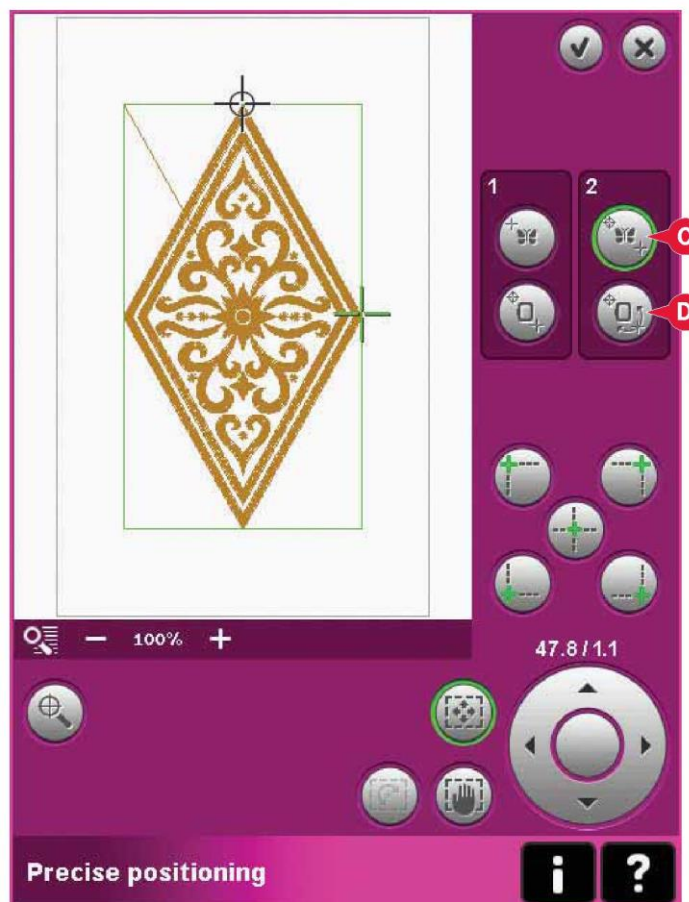 1
2
C
D
− 100% +
47.8/1.1
Precise positioning
i
?